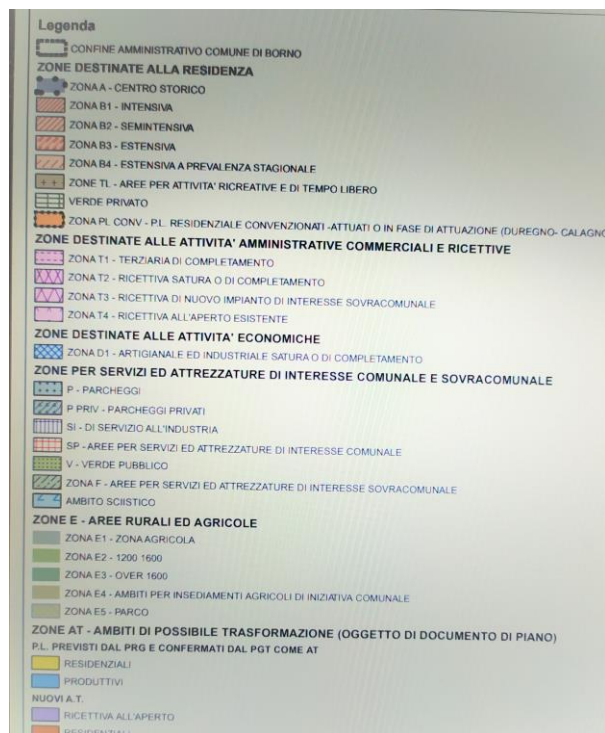 Legenda
CONFINE AMMINISTRATIVO COMUNE DI BORNO
ZONE DESTINATE ALLA RESIDENZA
ZONA A - CENTRO STORICO
ZONA B1 - INTENSIVA
ZONA B2 - SEMINTENSIVA
ZONA B3 - ESTENSIVA
ZONA B4 - ESTENSIVA A PREVALENZA STAGIONALE
ZONE TL - AREE PER ATTIVITA' RICREATIVE E DI TEMPO LIBERO
VERDE PRIVATO
ZONA PL CONV - P.L. RESIDENZIALE CONVENZIONATI -ATTUATI O IN FASE DI ATTUAZIONE (DUREGNO- CALAGNO
ZONE DESTINATE ALLE ATTIVITA' AMMINISTRATIVE COMMERCIALI E RICETTIVE
ZONA T1 - TERZIARIA DI COMPLETAMENTO
ZONA T2 - RICETTIVA SATURA O DI COMPLETAMENTO
ZONA T3 - RICETTIVA DI NUOVO IMPIANTO DI INTERESSE SOVRACOMUNALE
ZONA T4 - RICETTIVA ALL'APERTO ESISTENTE
ZONE DESTINATE ALLE ATTIVITA' ECONOMICHE
ZONA D1 - ARTIGIANALE ED INDUSTRIALE SATURA O DI COMPLETAMENTO
ZONE PER SERVIZI ED ATTREZZATURE DI INTERESSE COMUNALE E SOVRACOMUNALE
P - PARCHEGGI
P PRIV - PARCHEGGI PRIVATI
SI - DI SERVIZIO ALL'INDUSTRIA
SP - AREE PER SERVIZI ED ATTREZZATURE DI INTERESSE COMUNALE
V - VERDE PUBBLICO
ZONA F - AREE PER SERVIZI ED ATTREZZATURE DI INTERESSE SOVRACOMUNALE
AMBITO SCIISTICO
ZONE E - AREE RURALI ED AGRICOLE
ZONA E1 - ZONA AGRICOLA
ZONA E2 - 1200 1600
ZONA E3 - OVER 1600
ZONA E4 - AMBITI PER INSEDIAMENTI AGRICOLI DI INIZIATIVA COMUNALE
ZONA E5 - PARCO
ZONE AT - AMBITI DI POSSIBILE TRASFORMAZIONE (OGGETTO DI DOCUMENTO DI PIANO)
P.L. PREVISTI DAL PRG E CONFERMATI DAL PGT COME AT
RESIDENZIALI
PRODUTTIVI
NUOVI A.T.
RICETTIVA ALL'APERTO
RESIDENZIALI